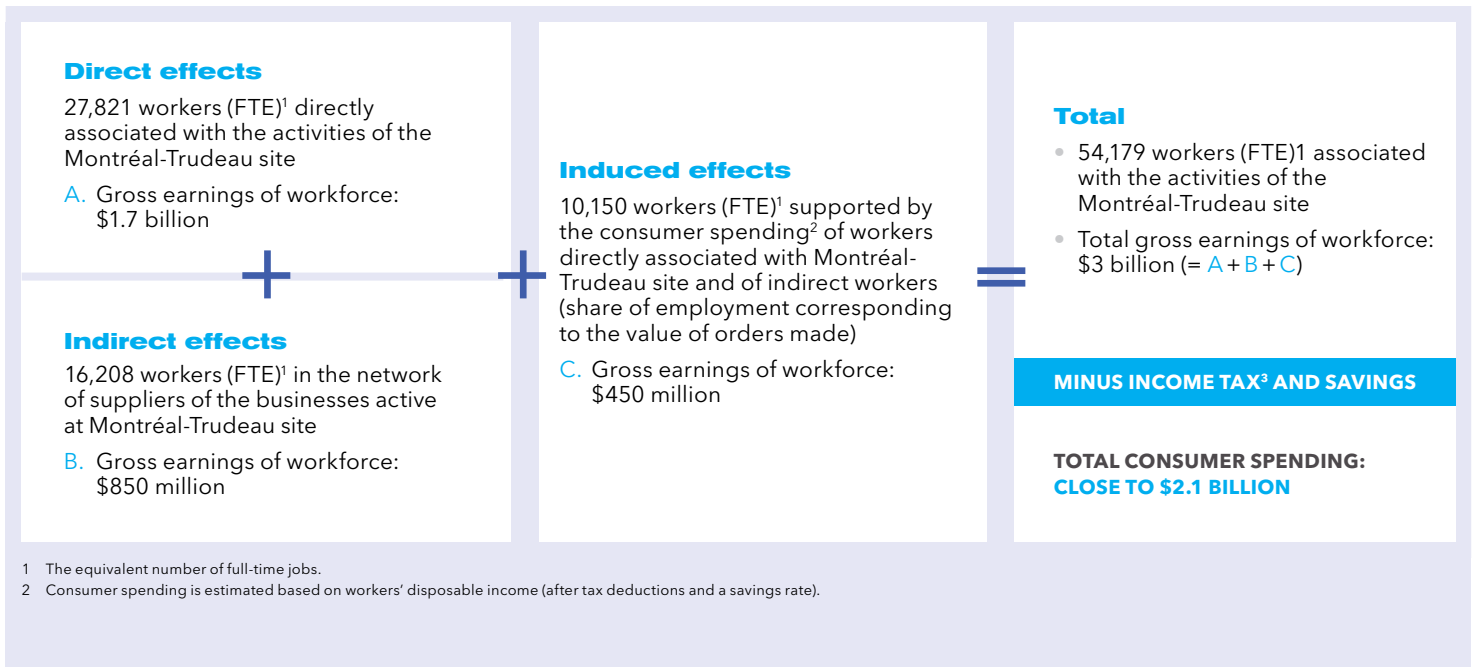 Direct effects
27,821 workers (FTE)¹ directly
associated with the activities of the
Montréal-Trudeau site
A. Gross earnings of workforce:
$1.7 billion
+
Indirect effects
16,208 workers (FTE)¹ in the network
of suppliers of the businesses active
at Montréal-Trudeau site
B. Gross earnings of workforce:
$850 million
+
Induced effects
10,150 workers (FTE)¹ supported by
the consumer spending² of workers
directly associated with Montréal-
Trudeau site and of indirect workers
(share of employment corresponding
to the value of orders made)
C. Gross earnings of workforce:
$450 million
=
Total
• 54,179 workers (FTE)1 associated
with the activities of the
Montréal-Trudeau site
• Total gross earnings of workforce:
$3 billion (= A + B + C)
MINUS INCOME TAX³ AND SAVINGS
TOTAL CONSUMER SPENDING:
CLOSE TO $2.1 BILLION
1 The equivalent number of full-time jobs.
2 Consumer spending is estimated based on workers' disposable income (after tax deductions and a savings rate).